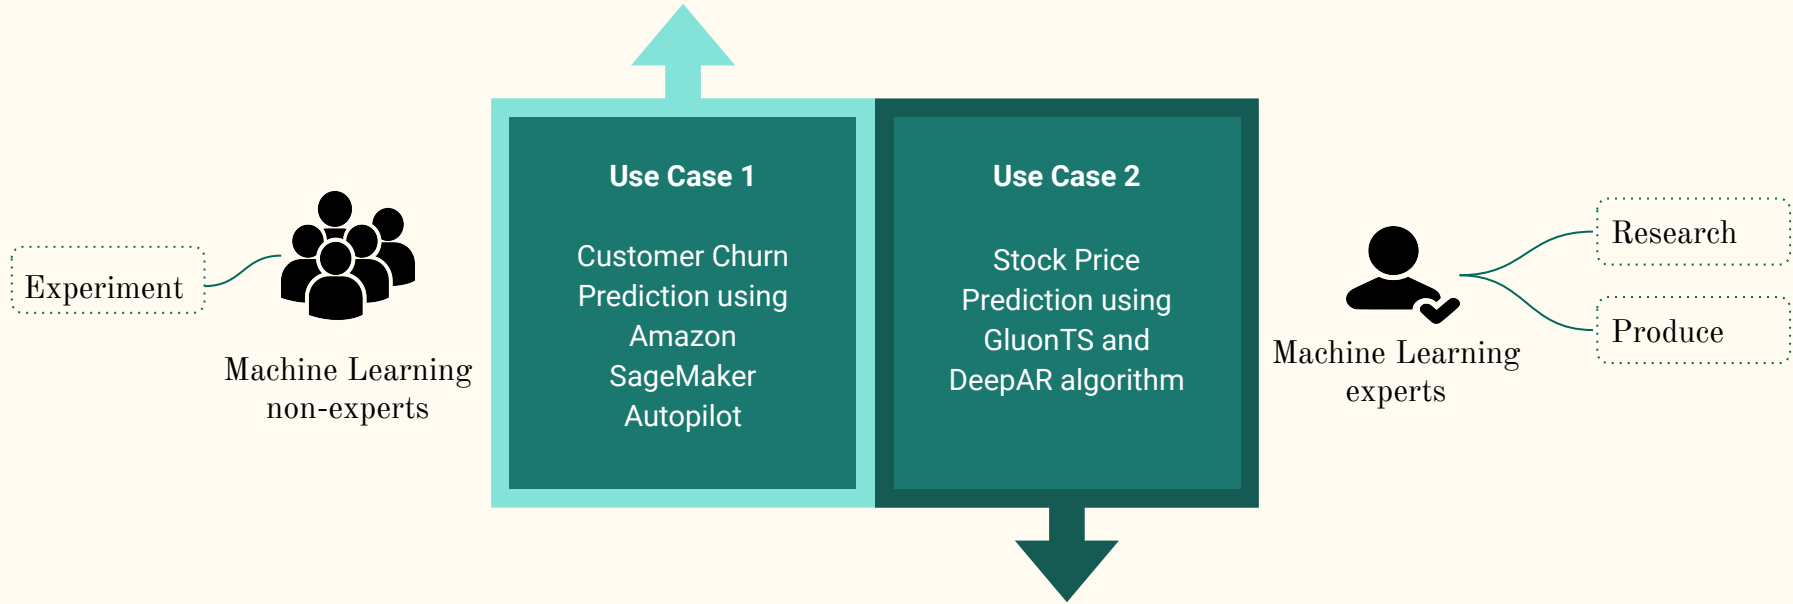 Experiment
Machine Learning
non-experts
Use Case 1
Customer Churn
Prediction using
Amazon
SageMaker
Autopilot
Use Case 2
Stock Price
Prediction using
GluonTS and
DeepAR algorithm
Machine Learning
experts
Research
Produce